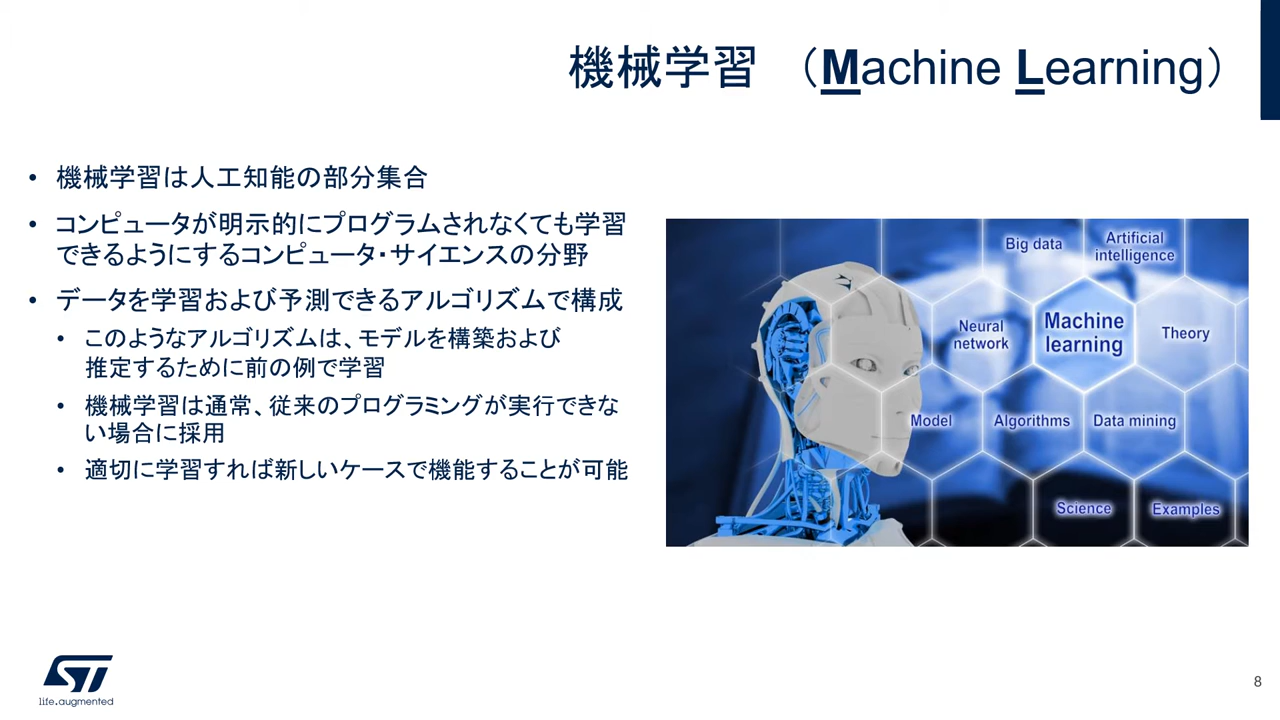 機械学習 （Machine Learning）
• 機械学習は人工知能の部分集合
• コンピュータが明示的にプログラムされなくても学習
できるようにするコンピュータ・サイエンスの分野
• データを学習および予測できるアルゴリズムで構成
• このようなアルゴリズムは、モデルを構築および
推定するために前の例で学習
• 機械学習は通常、従来のプログラミングが実行できな
い場合に採用
• 適切に学習すれば新しいケースで機能することが可能
Big data
Artificial
intelligence
Neural
network
Machine
learning
Theory
Model
Algorithms
Data mining
Science
Examples
ST
life.augmented
8